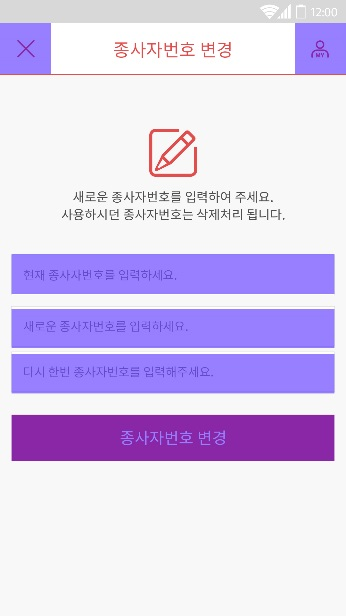 12:00
종사자번호 변경
MY
새로운 종사자번호를 입력하여 주세요.
사용하시던 종사자번호는 삭제처리 됩니다.
현재 종사사번호를 입력하세요.
새로운 종사자번호를 입력하세요.
다시 한번 종사자번호를 입력해주세요.
종사자번호 변경